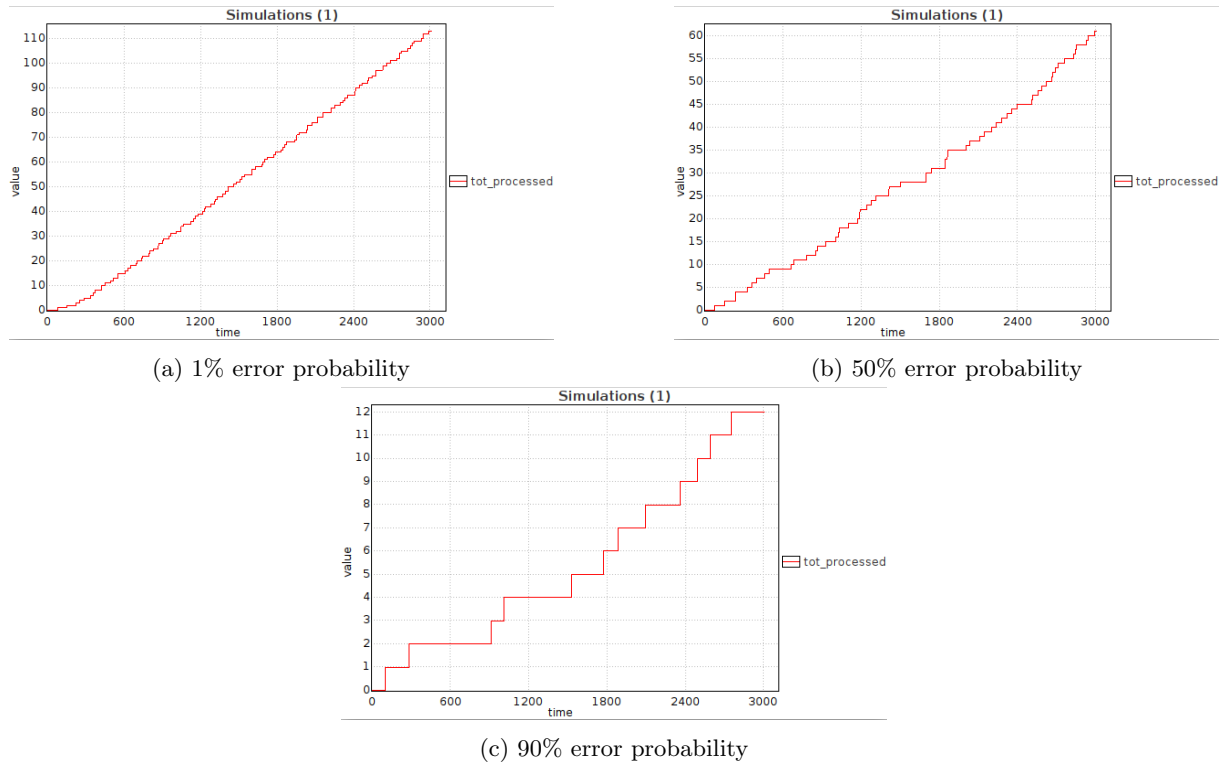 Simulations (1)
110
100
90
80
70
60
50
40
30
20
10
0
value
0 600 1200 1800 2400 3000
time
tot_processed
(a) 1% error probability
Simulations (1)
60
55
50
45
40
35
30
25
20
15
10
5
0
value
0 600 1200 1800 2400 3000
time
tot_processed
(b) 50% error probability
Simulations (1)
12
11
10
9
8
7
6
5
4
3
2
1
0
value
0 600 1200 1800 2400 3000
time
tot_processed
(c) 90% error probability